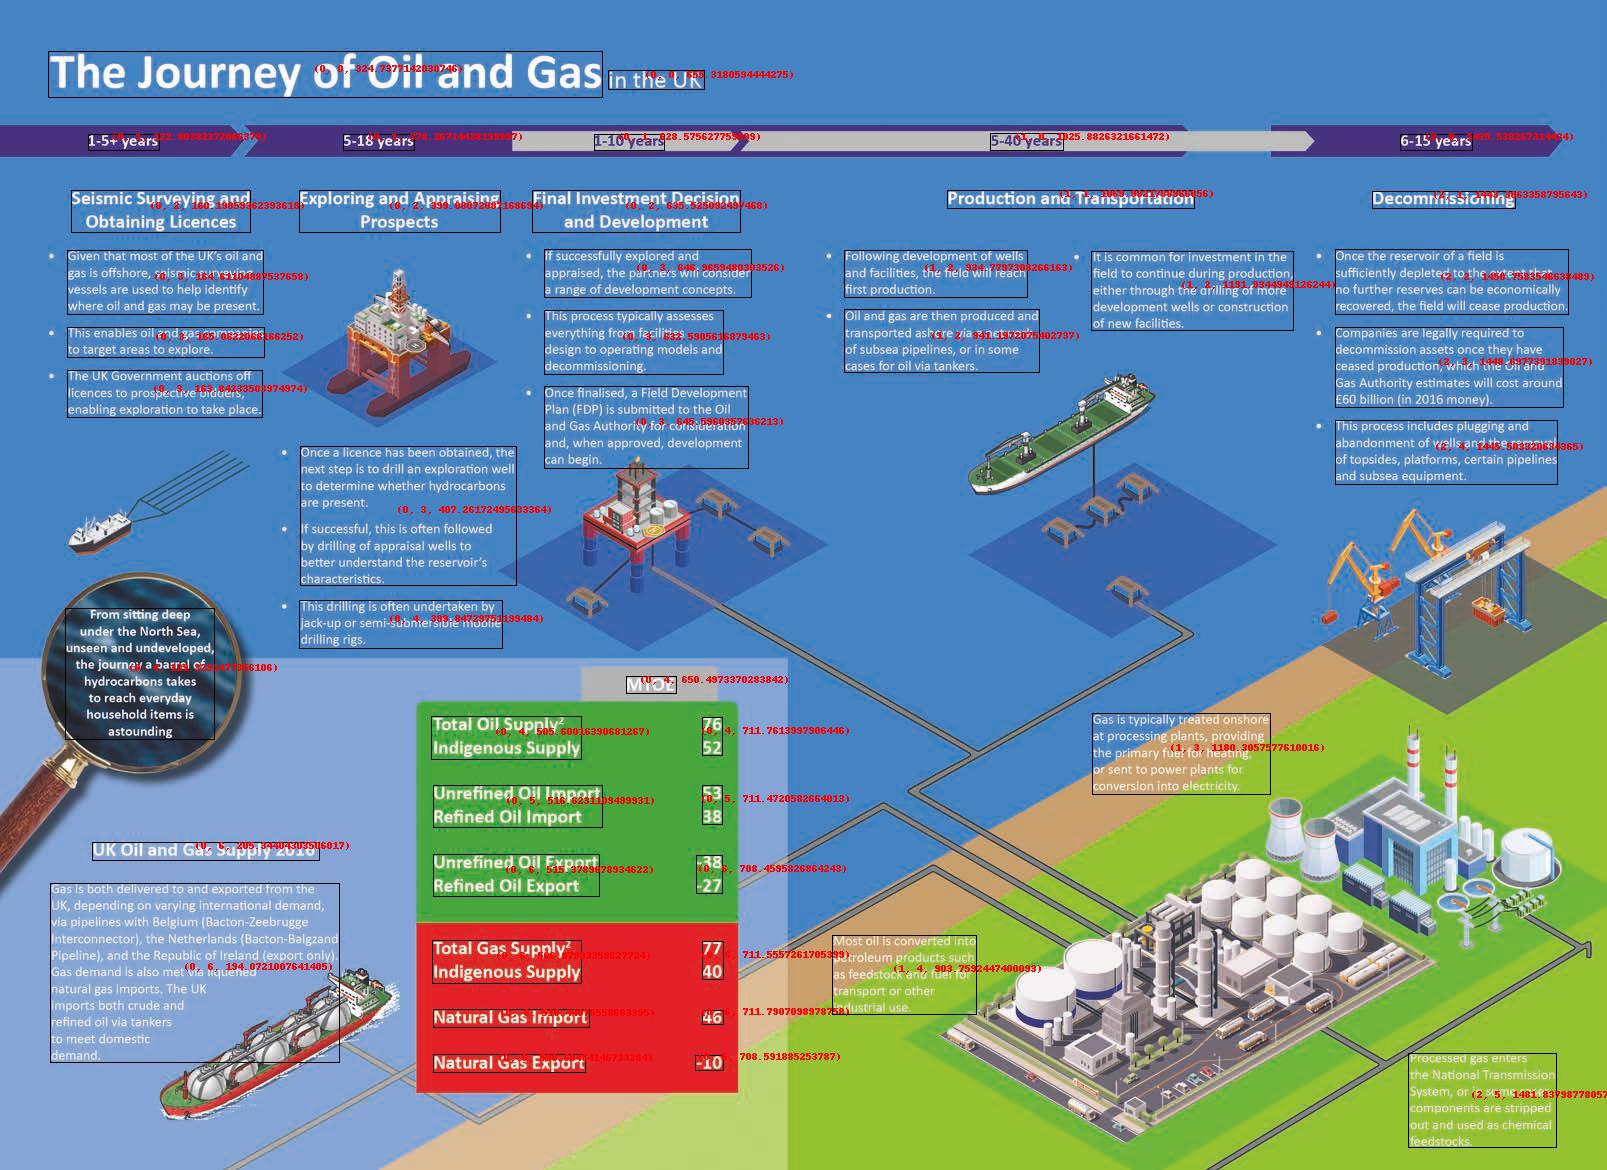 The Journey of Oil and Gas in the UK
1-5+ years
5-18 years
1-10 years
5-40 years
6-15 years
Seismic Surveying and
Obtaining Licences
Given that most of the UK's oil and
gas is offshore, seismic surveying
vessels are used to help identify
where oil and gas may be present.
This enables oil and gas companies
to target areas to explore.
The UK Government auctions off
licences to prospective bidders,
enabling exploration to take place.
Exploring and Appraising
Prospects
Once a licence has been obtained, the
next step is to drill an exploration well
to determine whether hydrocarbons
are present.
If successful, this is often followed
by drilling of appraisal wells to
better understand the reservoir's
characteristics.
This drilling is often undertaken by
jack-up or semi-submersible mobile
drilling rigs.
Final Investment Decision
and Development
If successfully explored and
appraised, the partners will consider
a range of development concepts.
This process typically assesses
everything from facilities
design to operating models and
decommissioning.
Once finalised, a Field Development
Plan (FDP) is submitted to the Oil
and Gas Authority for consideration
and, when approved, development
can begin.
Production and Transportation
Following development of wells
and facilities, the field will reach
first production.
Oil and gas are then produced and
transported ashore via a network
of subsea pipelines, or in some
cases for oil via tankers.
It is common for investment in the
field to continue during production,
either through the drilling of more
development wells or construction
of new facilities.
Decommissioning
Once the reservoir of a field is
sufficiently depleted to the extent that
no further reserves can be economically
recovered, the field will cease production.
Companies are legally required to
decommission assets once they have
ceased production, which the Oil and
Gas Authority estimates will cost around
£60 billion (in 2016 money).
This process includes plugging and
abandonment of wells and the removal
of topsides, platforms, certain pipelines
and subsea equipment.
From sitting deep
under the North Sea,
unseen and undeveloped,
the journey a barrel of
hydrocarbons takes
to reach everyday
household items is
astounding
UK Oil and Gas Supply 2016
Gas is both delivered to and exported from the
UK, depending on varying international demand,
via pipelines with Belgium (Bacton-Zeebrugge
Interconnector), the Netherlands (Bacton-Balgzand
Pipeline), and the Republic of Ireland (export only).
Gas demand is also met via liquefied
natural gas imports. The UK
imports both crude and
refined oil via tankers
to meet domestic
demand.
MTOE
Total Oil Supply² 76
Indigenous Supply 52
Unrefined Oil Import 53
Refined Oil Import 38
Unrefined Oil Export -38
Refined Oil Export -27
Total Gas Supply² 77
Indigenous Supply 40
Natural Gas Import 46
Natural Gas Export -10
Gas is typically treated onshore
at processing plants, providing
the primary fuel for heating,
or sent to power plants for
conversion into electricity.
Most oil is converted into
petroleum products such
as feedstock and fuel for
transport or other
industrial use.
Processed gas enters
the National Transmission
System, or in some
components are stripped
out and used as chemical
feedstocks.